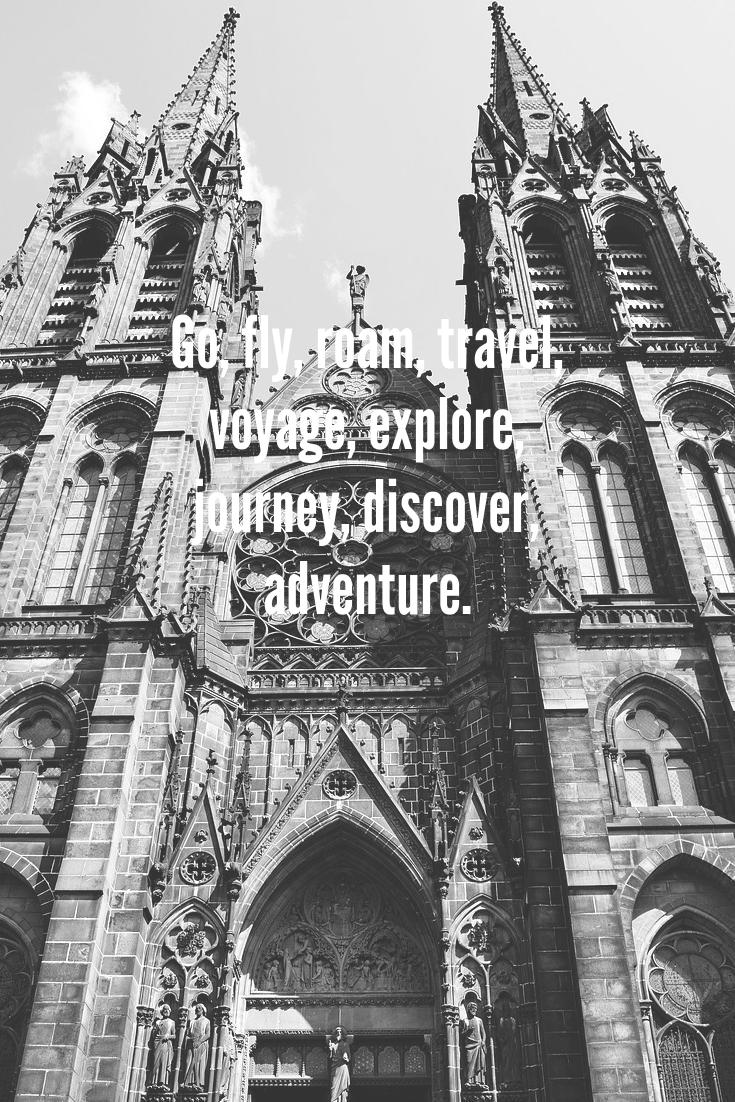 Go, fly, roam, travel,
voyage, explore,
journey, discover,
adventure.